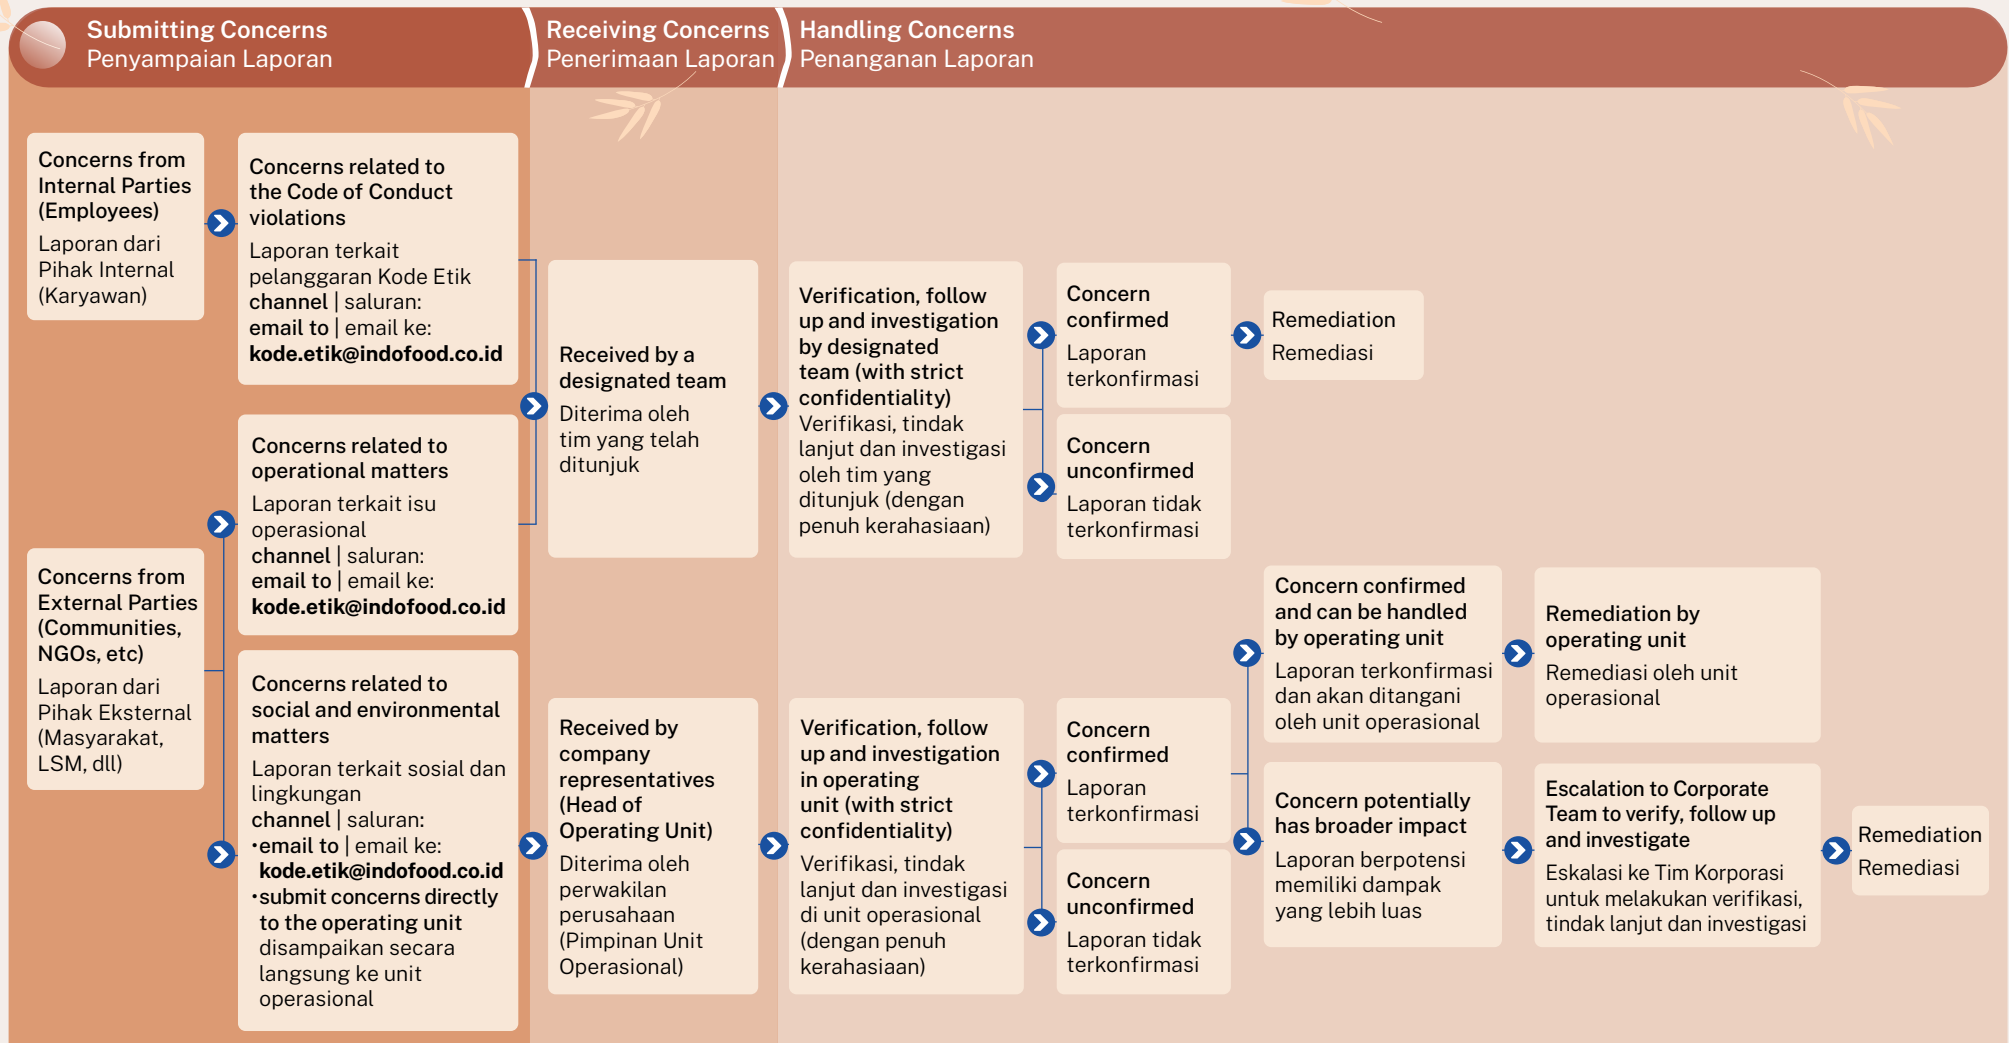 Submitting Concerns
Penyampaian Laporan
Receiving Concerns
Penerimaan Laporan
Handling Concerns
Penanganan Laporan
Concerns from
Internal Parties
(Employees)
Laporan dari
Pihak Internal
(Karyawan)
Concerns related to
the Code of Conduct
violations
Laporan terkait
pelanggaran Kode Etik
channel | saluran:
email to | email ke:
kode.etik@indofood.co.id
Concerns from
External Parties
(Communities,
NGOs, etc)
Laporan dari
Pihak Eksternal
(Masyarakat,
LSM, dll)
Concerns related to
operational matters
Laporan terkait isu
operasional
channel | saluran:
email to | email ke:
kode.etik@indofood.co.id
Concerns related to
social and environmental
matters
Laporan terkait sosial dan
lingkungan
channel | saluran:
•email to | email ke:
kode.etik@indofood.co.id
•submit concerns directly
to the operating unit
disampaikan secara
langsung ke unit
operasional
Received by a
designated team
Diterima oleh
tim yang telah
ditunjuk
Verification, follow
up and investigation
by designated
team (with strict
confidentiality)
Verifikasi, tindak
lanjut dan investigasi
oleh tim yang
ditunjuk (dengan
penuh kerahasiaan)
Concern
confirmed
Laporan
terkonfirmasi
Remediation
Remediasi
Concern
unconfirmed
Laporan tidak
terkonfirmasi
Received by
company
representatives
(Head of
Operating Unit)
Diterima oleh
perwakilan
perusahaan
(Pimpinan Unit
Operasional)
Verification, follow
up and investigation
in operating
unit (with strict
confidentiality)
Verifikasi, tindak
lanjut dan investigasi
di unit operasional
(dengan penuh
kerahasiaan)
Concern
confirmed
Laporan
terkonfirmasi
Concern
unconfirmed
Laporan tidak
terkonfirmasi
Concern confirmed
and can be handled
by operating unit
Laporan terkonfirmasi
dan akan ditangani
oleh unit operasional
Remediation by
operating unit
Remediasi oleh unit
operasional
Concern potentially
has broader impact
Laporan berpotensi
memiliki dampak
yang lebih luas
Escalation to Corporate
Team to verify, follow up
and investigate
Eskalasi ke Tim Korporasi
untuk melakukan verifikasi,
tindak lanjut dan investigasi
Remediation
Remediasi